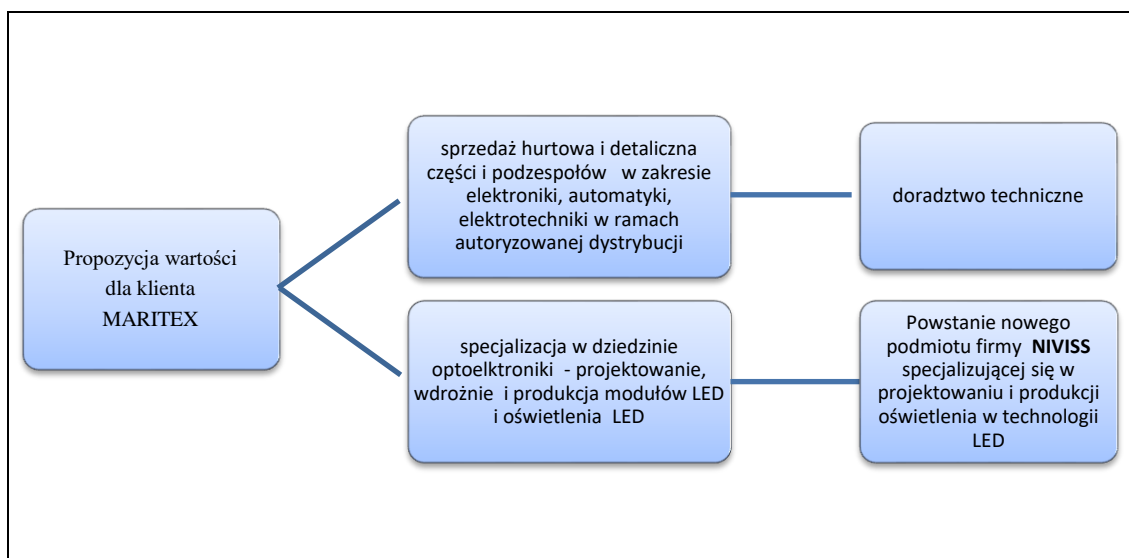 Propozycja wartości
dla klienta
MARITEX
sprzedaż hurtowa i detaliczna
części i podzespołów w zakresie
elektroniki, automatyki,
elektrotechniki w ramach
autoryzowanej dystrybucji
doradztwo techniczne
specjalizacja w dziedzinie
optoelktroniki - projektowanie,
wdrożnie i produkcja modułów LED
i oświetlenia LED
Powstanie nowego
podmiotu firmy NIVISS
specjalizującej się w
projektowaniu i produkcji
oświetlenia w technologii
LED